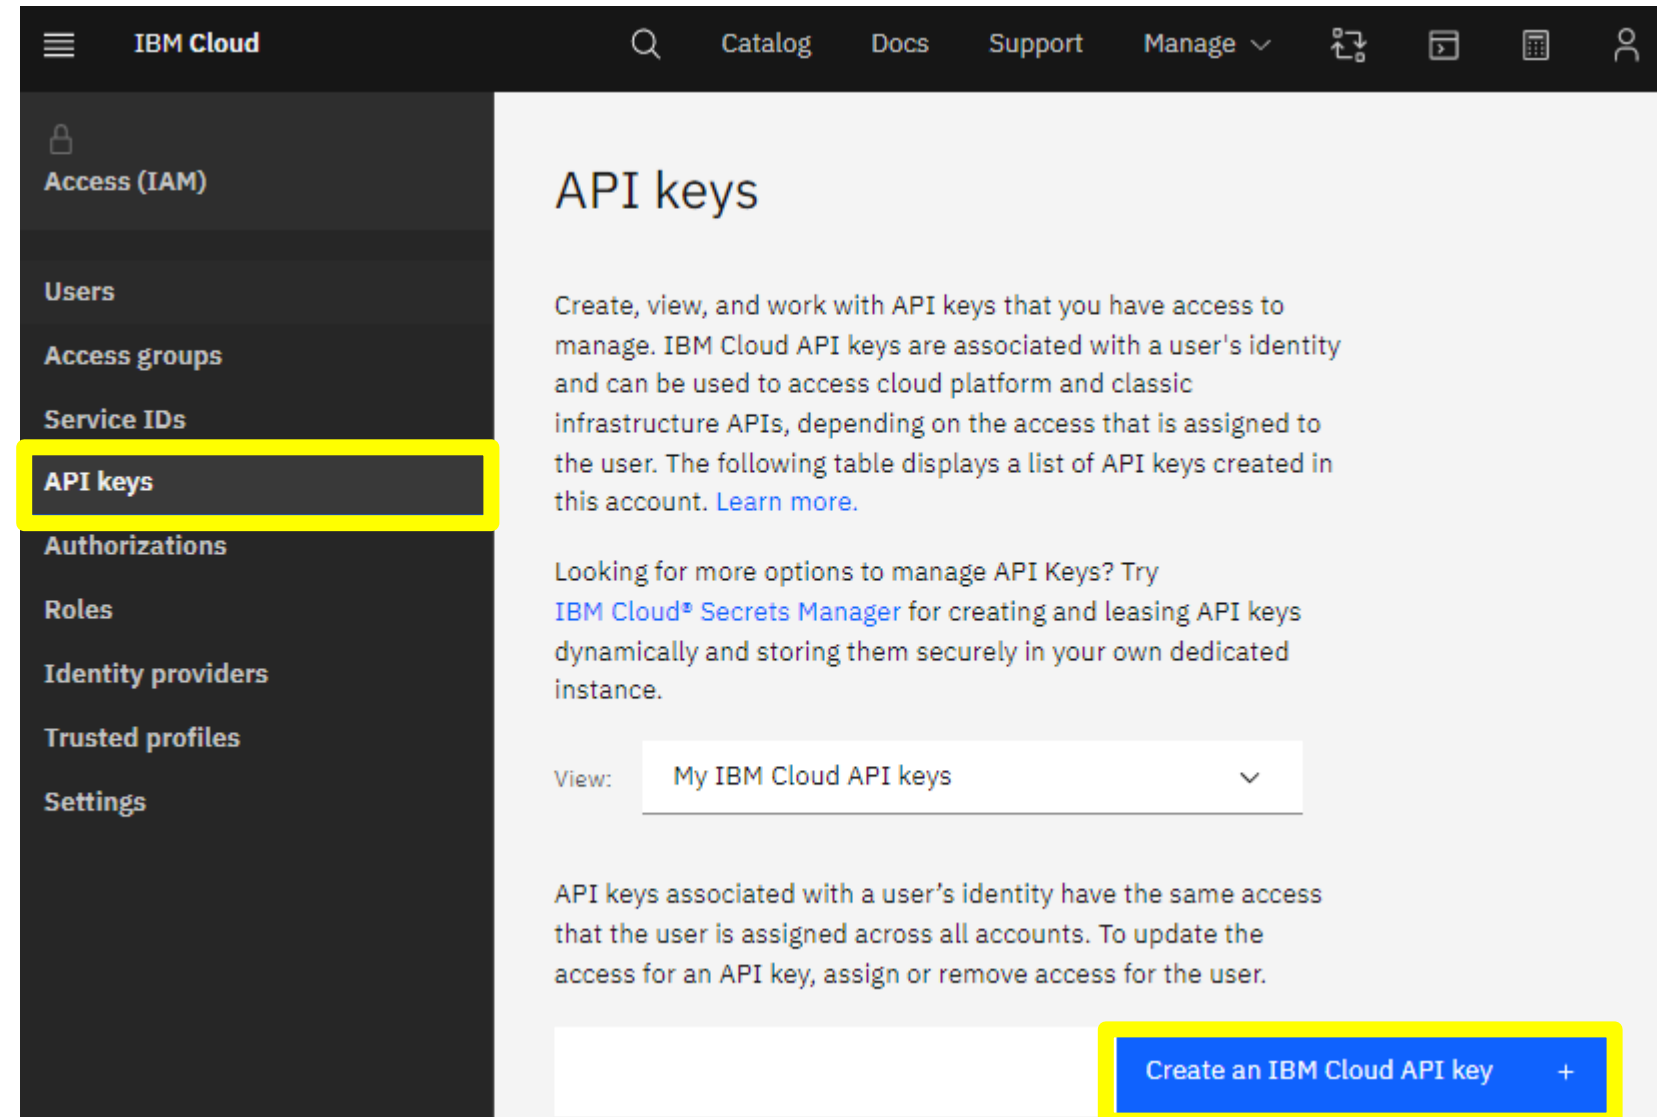 IBM Cloud
Catalog
Docs
Support
Manage
Access (IAM)
Users
Access groups
Service IDs
API keys
Authorizations
Roles
Identity providers
Trusted profiles
Settings
API keys
Create, view, and work with API keys that you have access to
manage. IBM Cloud API keys are associated with a user's identity
and can be used to access cloud platform and classic
infrastructure APIs, depending on the access that is assigned to
the user. The following table displays a list of API keys created in
this account. Learn more.
Looking for more options to manage API Keys? Try
IBM Cloud® Secrets Manager for creating and leasing API keys
dynamically and storing them securely in your own dedicated
instance.
View:
My IBM Cloud API keys
API keys associated with a user’s identity have the same access
that the user is assigned across all accounts. To update the
access for an API key, assign or remove access for the user.
Create an IBM Cloud API key +